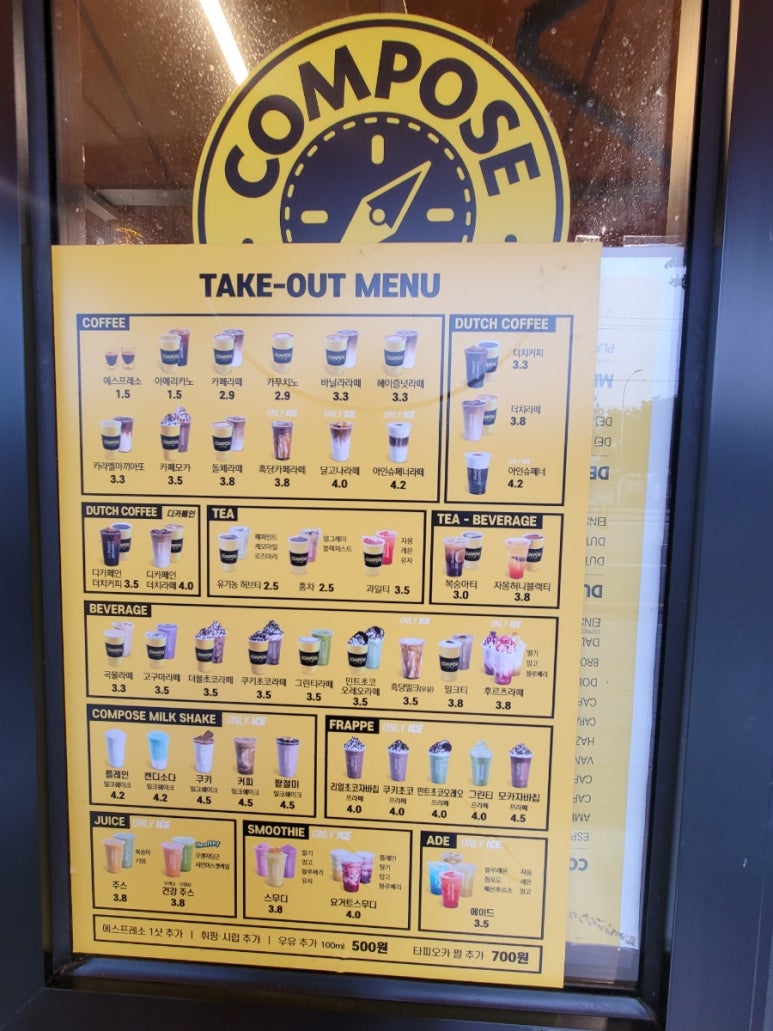 COMPOSE
TAKE-OUT MENU
COFFEE
에스프레소 아메리카노 카페라떼 카푸치노 바닐라라떼 헤이즐넛라떼
1.5 1.5 2.9 2.9 3.3 3.3
ONLY ICE ONLY ICE ONLY ICE
카라멜마끼아또 카페모카 돌체라떼 흑당카페라떼 달고나라떼 아인슈페너라떼
3.3 3.5 3.8 3.8 4.0 4.2
DUTCH COFFEE
더치커피
3.3
더치라떼
3.8
ONLY ICE
아인슈페너
4.2
DUTCH COFFEE 디카페인
디카페인 디카페인
더치커피 3.5 더치라떼 4.0
TEA
페퍼민트 얼그레이 자몽
캐모마일 블랙퍼스트 레몬
로즈마리 유자
유기농 허브티 2.5 홍차 2.5 과일티 3.5
TEA - BEVERAGE
복숭아티 자몽허니블랙티
3.0 3.8
BEVERAGE
ONLY ICE ONLY ICE
딸기
망고
블루베리
곡물라떼 고구마라떼 더블초코라떼 쿠키초코라떼 그린티라떼 민트초코 오레오라떼 흑당밀크(우유) 밀크티 후르츠라떼
3.3 3.5 3.5 3.5 3.5 3.5 3.5 3.8 3.8
COMPOSE MILK SHAKE ONLY ICE
플레인 캔디소다 쿠키 커피 팥절미
밀크쉐이크 밀크쉐이크 밀크쉐이크 밀크쉐이크 밀크쉐이크
4.2 4.2 4.5 4.5 4.5
FRAPPE ONLY ICE
리얼초코자바칩 쿠키초코 민트초코오레오 그린티 모카자바칩
프라페 프라페 프라페 프라페 프라페
4.0 4.0 4.0 4.0 4.5
JUICE ONLY ICE
복숭아
키위
Healthy
오렌지당근
샤인머스켓케일
주스 건강 주스
3.8 3.8
SMOOTHIE ONLY ICE
딸기 플레인
망고 딸기
블루베리 망고
유자 블루베리
스무디 요거트스무디
3.8 4.0
ADE ONLY ICE
블루레몬 자몽
청포도 레몬
패션후르츠 망고
에이드
3.5
에스프레소 1샷 추가 | 휘핑·시럽 추가 | 우유 추가 100ml 500원 타피오카 펄 추가 700원